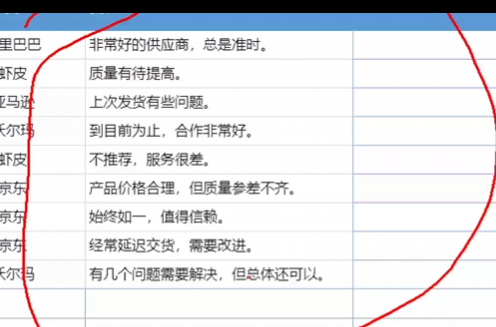 里巴巴 非常好的供应商，总是准时。
虾皮 质量有待提高。
亚马逊 上次发货有些问题。
沃尔玛 到目前为止，合作非常好。
虾皮 不推荐，服务很差。
京东 产品价格合理，但质量参差不齐。
京东 始终如一，值得信赖。
京东 经常延迟交货，需要改进。
沃尔玛 有几个问题需要解决，但总体还可以。